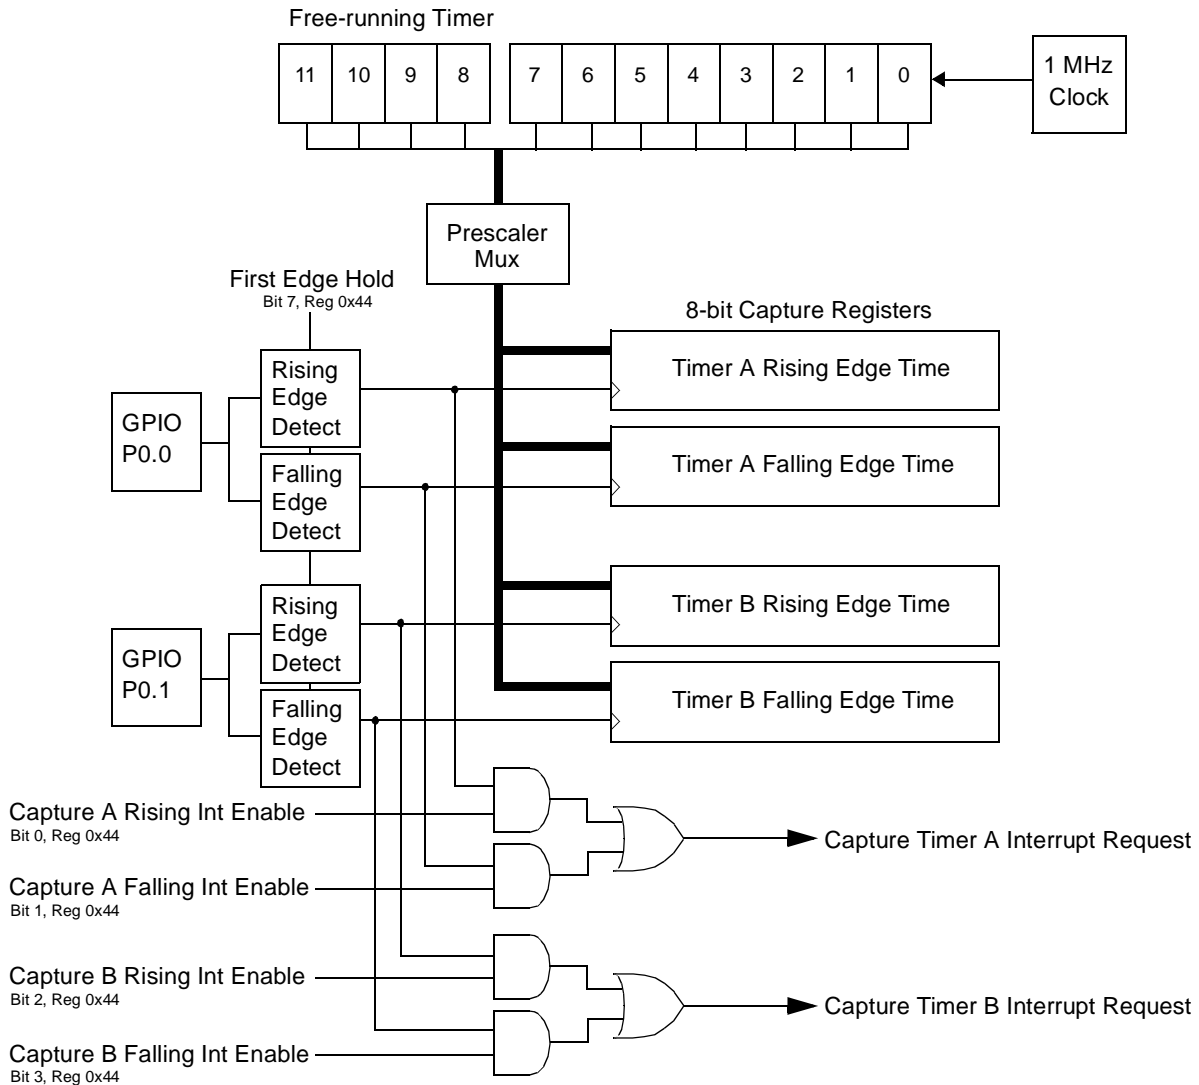 Free-running Timer
11 10 9 8 7 6 5 4 3 2 1 0
1 MHz
Clock
Prescaler
Mux
First Edge Hold
Bit 7, Reg 0x44
8-bit Capture Registers
Rising
Edge
Detect
Timer A Rising Edge Time
GPIO
P0.0
Falling
Edge
Detect
Timer A Falling Edge Time
Rising
Edge
Detect
Timer B Rising Edge Time
GPIO
P0.1
Falling
Edge
Detect
Timer B Falling Edge Time
Capture A Rising Int Enable
Bit 0, Reg 0x44
Capture Timer A Interrupt Request
Capture A Falling Int Enable
Bit 1, Reg 0x44
Capture B Rising Int Enable
Bit 2, Reg 0x44
Capture Timer B Interrupt Request
Capture B Falling Int Enable
Bit 3, Reg 0x44